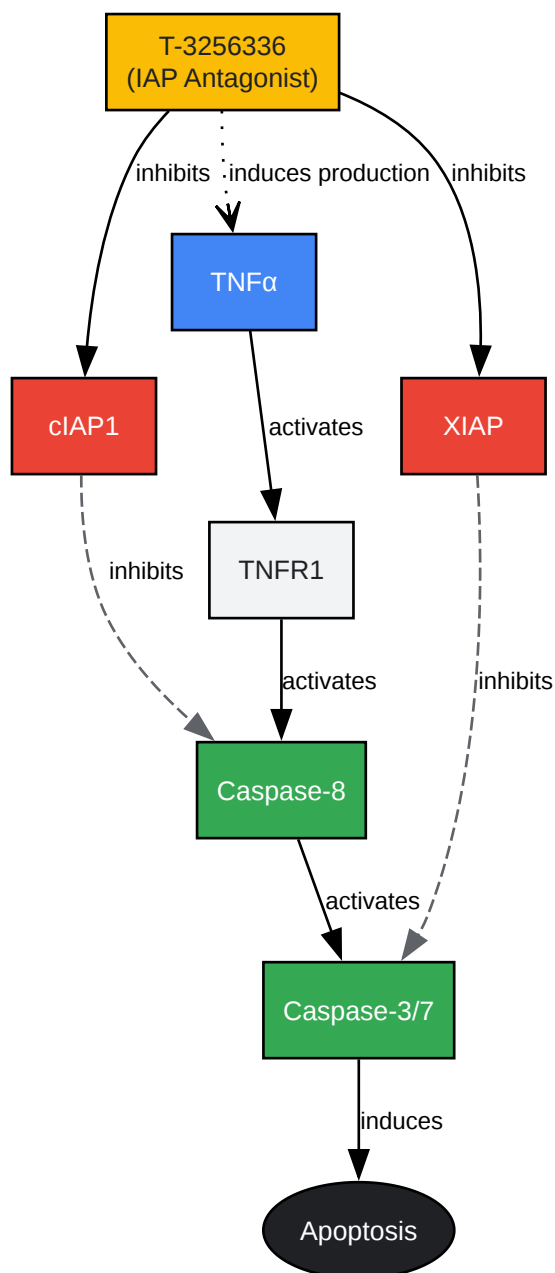 T-3256336
(IAP Antagonist)
inhibits
induces production
inhibits
TNFα
cIAP1
activates
XIAP
TNFR1
inhibits
activates
inhibits
Caspase-8
activates
Caspase-3/7
induces
Apoptosis